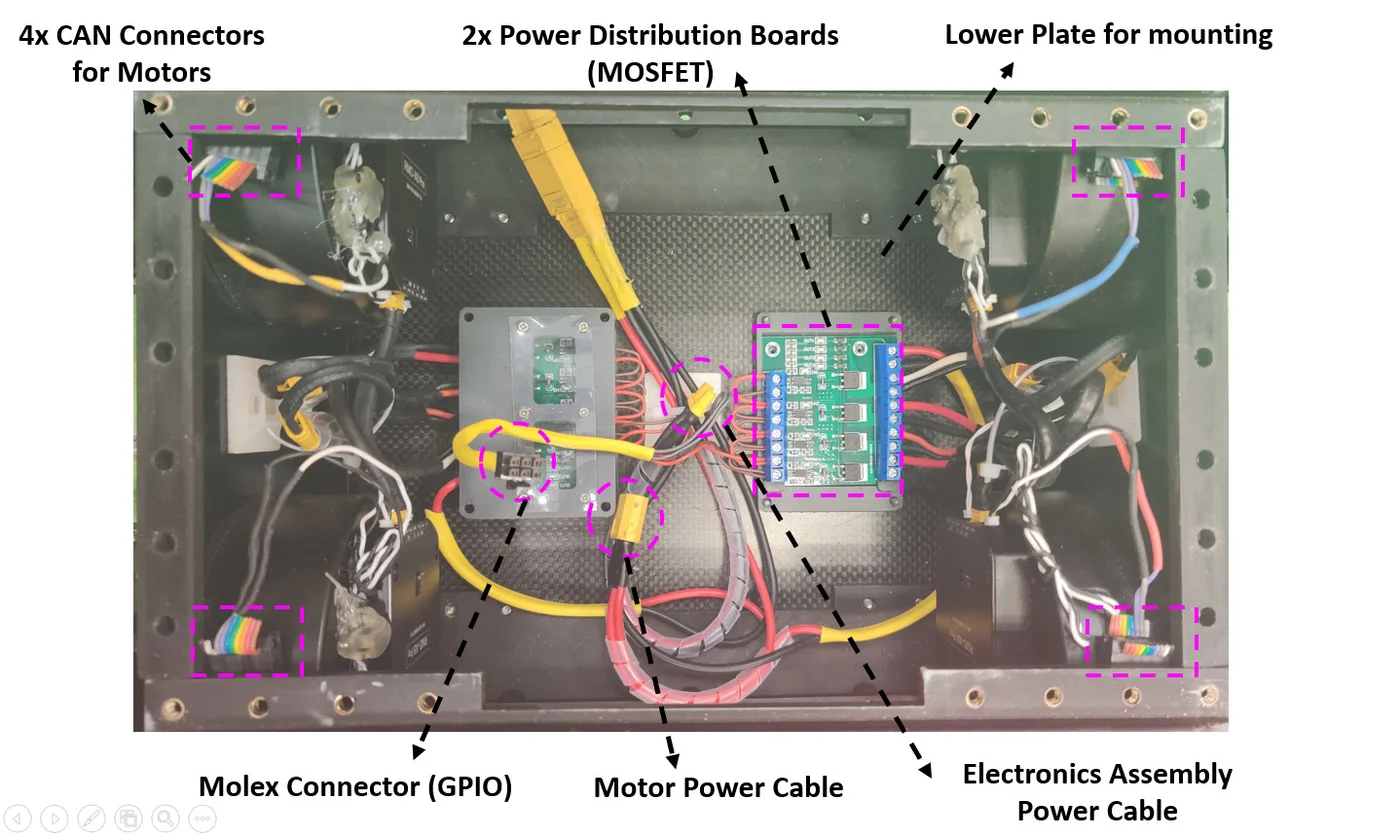 4x CAN Connectors
for Motors
2x Power Distribution Boards
(MOSFET)
Lower Plate for mounting
Molex Connector (GPIO)
Motor Power Cable
Electronics Assembly
Power Cable